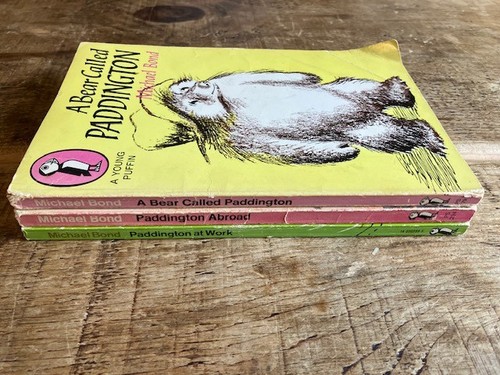 A Bear Called
PADDINGTON
Michael Bond
A YOUNG
PUFFIN
Michael Bond A Bear Called Paddington
Michael Bond Paddington Abroad
Michael Bond Paddington at Work